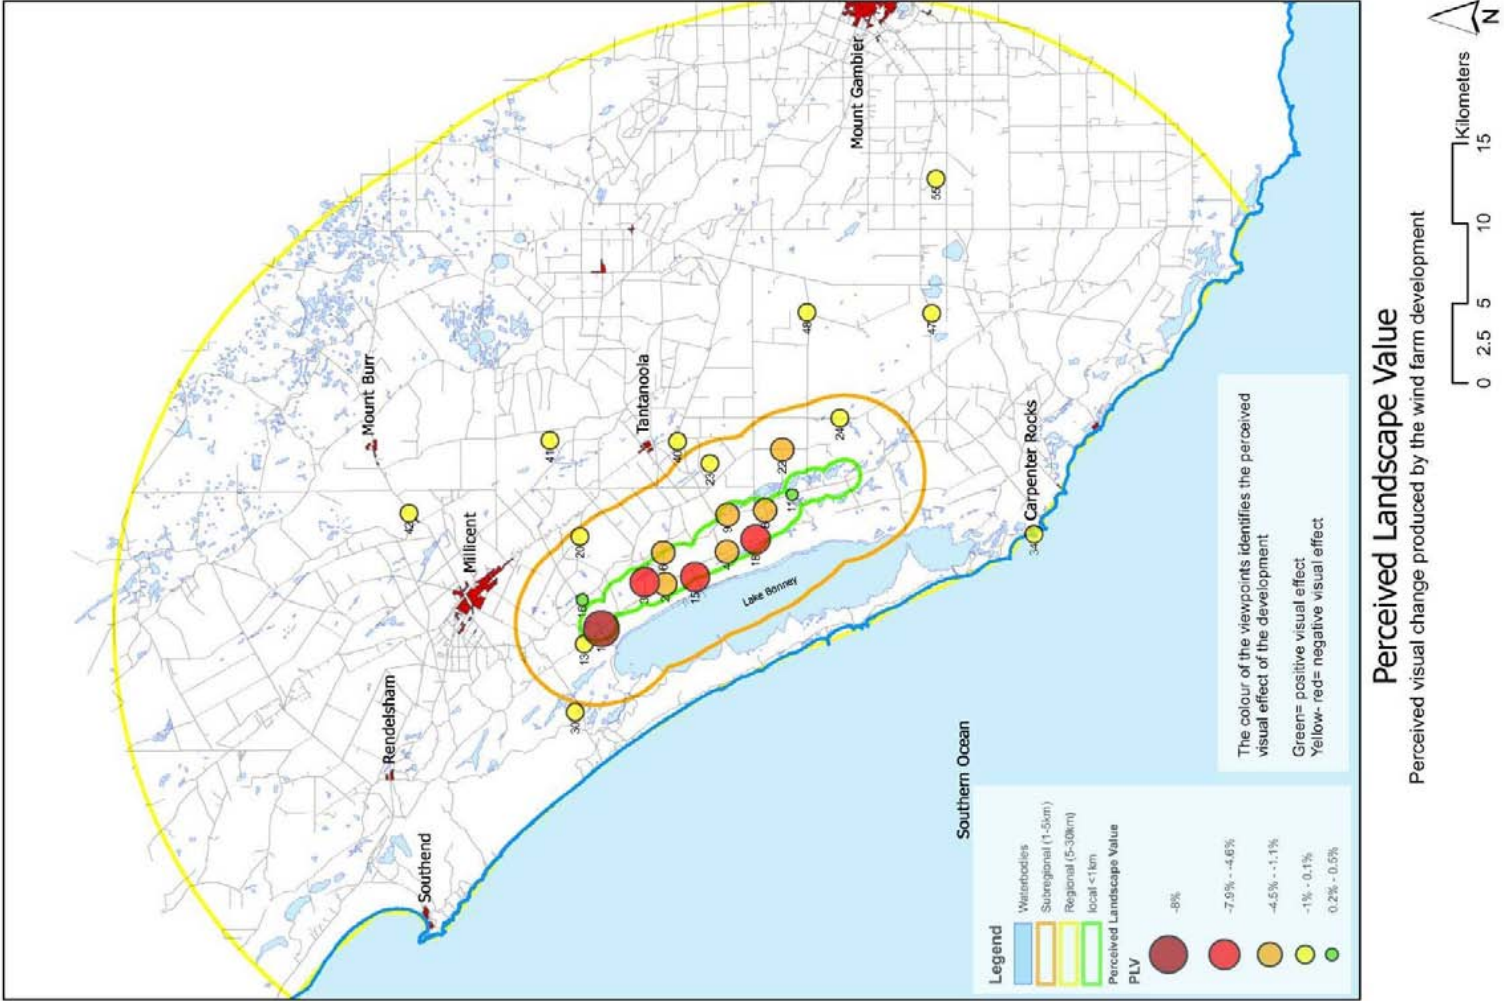 Perceived Landscape Value
Perceived visual change produced by the wind farm development
N
Kilometers
0 2.5 5 10 15
Mount Gambier
Mount Burr
Millicent
Tantanoola
Rendelsham
Southend
Carpenter Rocks
Lake Bonney
Southern Ocean
42
41
40
20
23
22
24
48
47
55
30
13
15
9
11
34
The colour of the viewpoints identifies the perceived
visual effect of the development
Green= positive visual effect
Yellow- red= negative visual effect
Legend
Waterbodies
Subregional (1-5km)
Regional (5-30km)
local <1km
Perceived Landscape Value
PLV
-8%
-7.9% - -4.6%
-4.5% - -1.1%
-1% - 0.1%
0.2% - 0.5%